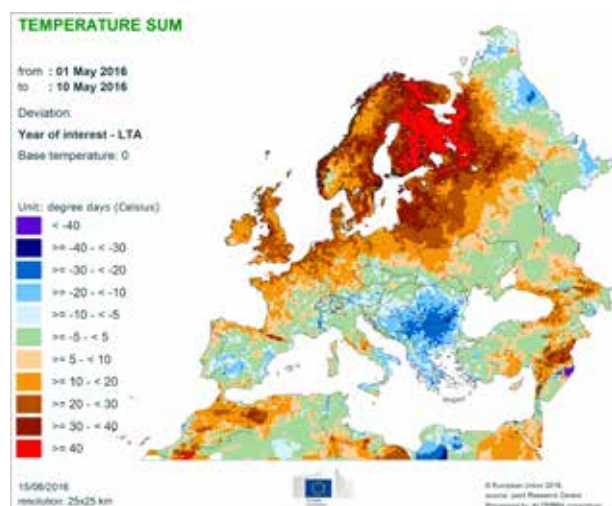 TEMPERATURE SUM
from : 01 May 2016
to : 10 May 2016
Deviation:
Year of interest - LTA
Base temperature: 0
Unit: degree days (Celsius)
< -40
>= -40 - < -30
>= -30 - < -20
>= -20 - < -10
>= -10 - < -5
>= -5 - < 5
>= 5 - < 10
>= 10 - < 20
>= 20 - < 30
>= 30 - < 40
>= 40
15/06/2016
resolution: 25x25 km
© European Union 2016
source: Joint Research Centre